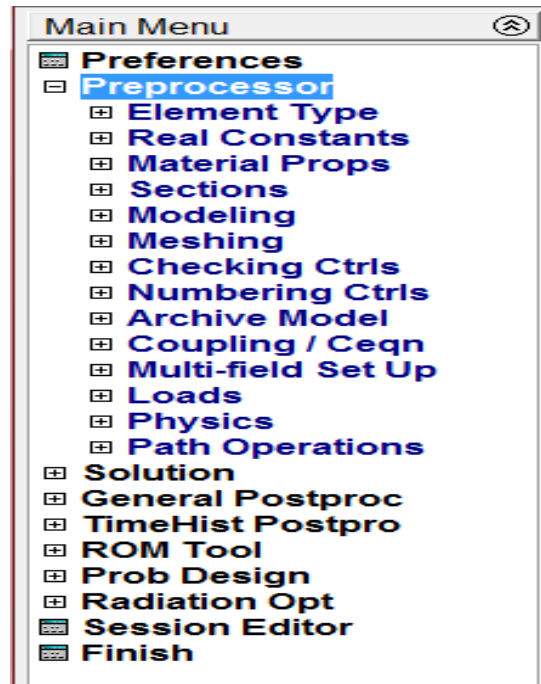 Main Menu
Preferences
Preprocessor
Element Type
Real Constants
Material Props
Sections
Modeling
Meshing
Checking Ctrls
Numbering Ctrls
Archive Model
Coupling / Ceqn
Multi-field Set Up
Loads
Physics
Path Operations
Solution
General Postproc
TimeHist Postpro
ROM Tool
Prob Design
Radiation Opt
Session Editor
Finish